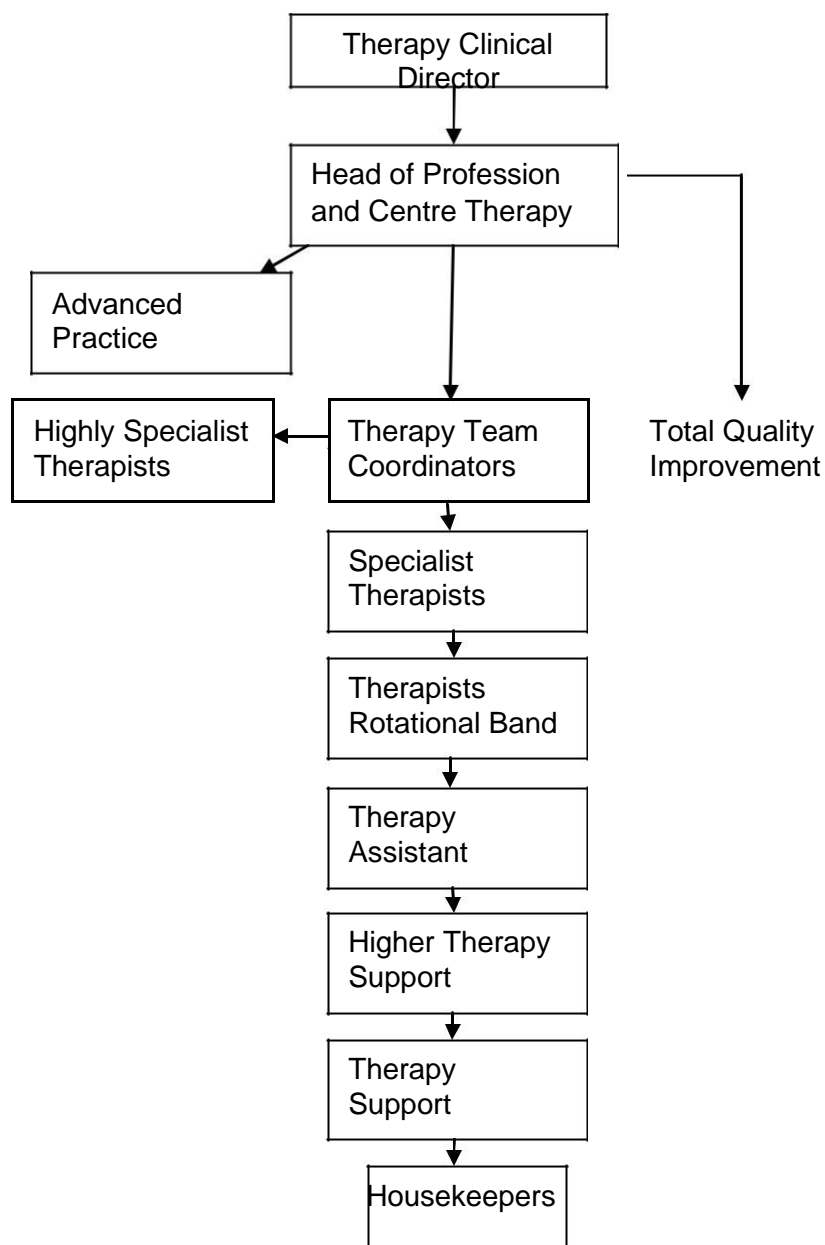 Therapy Clinical
Director
Head of Profession
and Centre Therapy
Advanced
Practice
Highly Specialist
Therapists
Therapy Team
Coordinators
Total Quality
Improvement
Specialist
Therapists
Therapists
Rotational Band
Therapy
Assistant
Higher Therapy
Support
Therapy
Support
Housekeepers